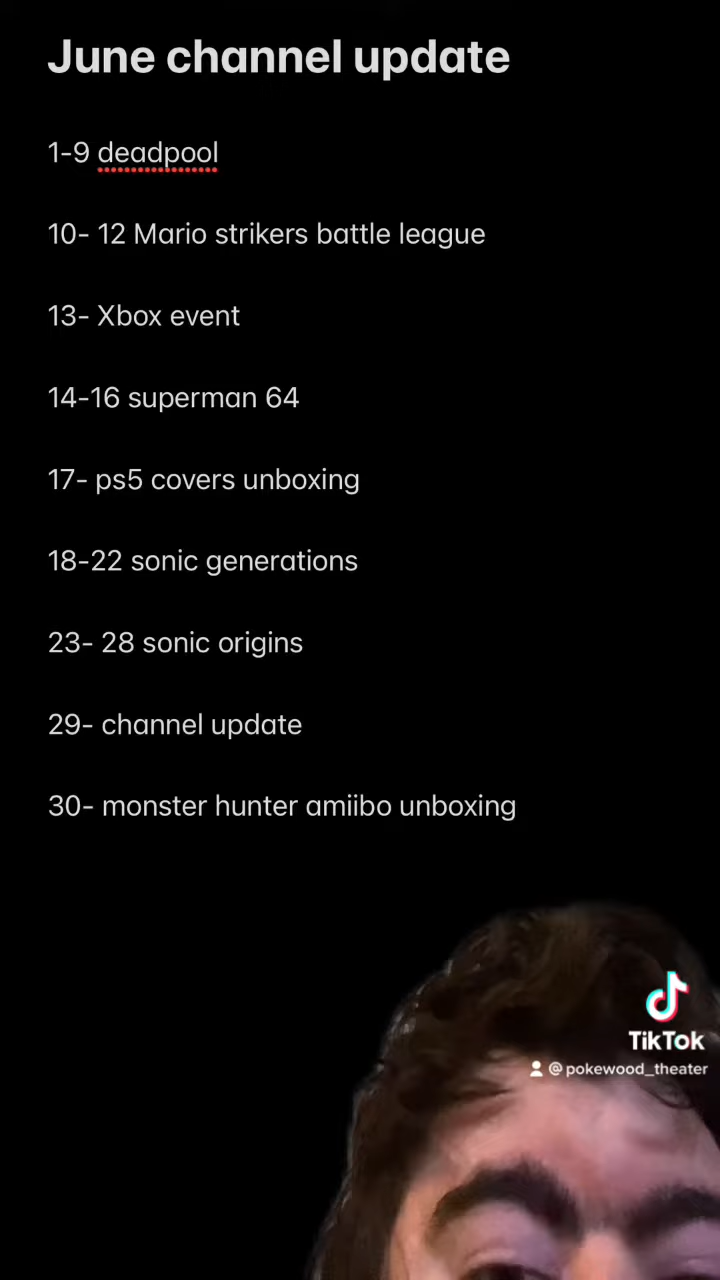 June channel update
1-9 deadpool
10- 12 Mario strikers battle league
13- Xbox event
14-16 superman 64
17- ps5 covers unboxing
18-22 sonic generations
23- 28 sonic origins
29- channel update
30- monster hunter amiibo unboxing
TikTok
@pokewood_theater